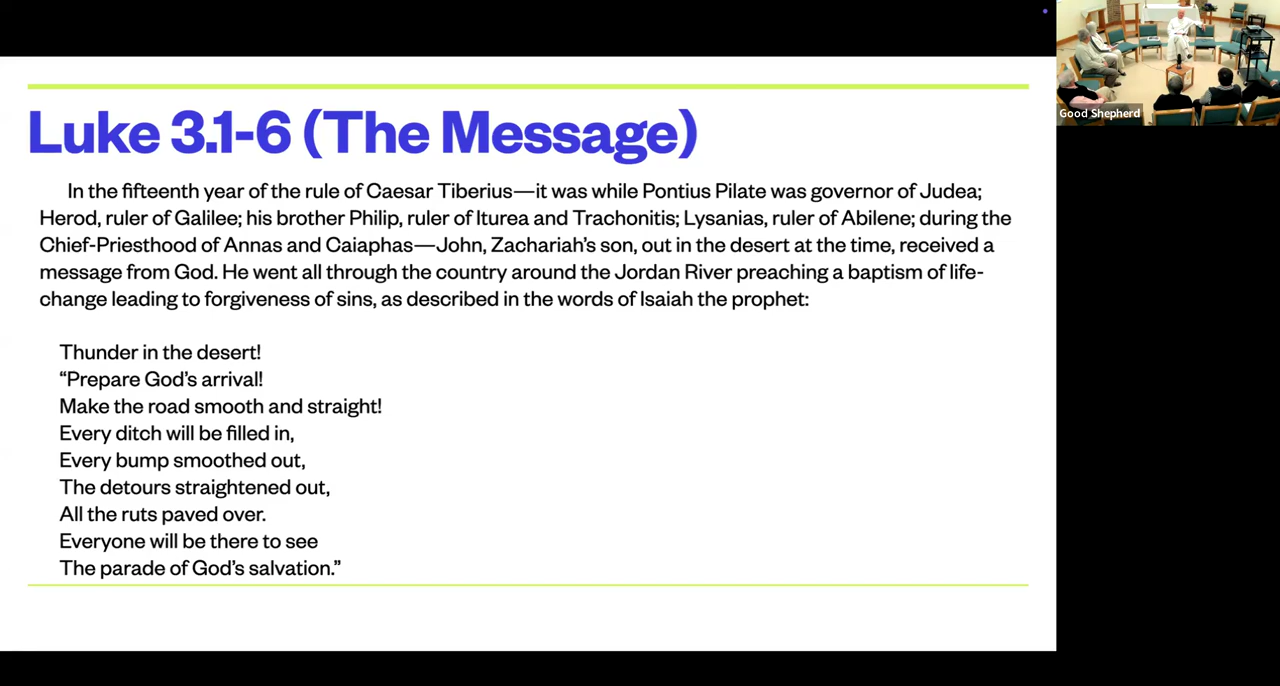 Luke 3.1-6 (The Message)
In the fifteenth year of the rule of Caesar Tiberius—it was while Pontius Pilate was governor of Judea;
Herod, ruler of Galilee; his brother Philip, ruler of Iturea and Trachonitis; Lysanias, ruler of Abilene; during the
Chief-Priesthood of Annas and Caiaphas—John, Zachariah’s son, out in the desert at the time, received a
message from God. He went all through the country around the Jordan River preaching a baptism of life-
change leading to forgiveness of sins, as described in the words of Isaiah the prophet:
Thunder in the desert!
“Prepare God’s arrival!
Make the road smooth and straight!
Every ditch will be filled in,
Every bump smoothed out,
The detours straightened out,
All the ruts paved over.
Everyone will be there to see
The parade of God’s salvation.”
Good Shepherd